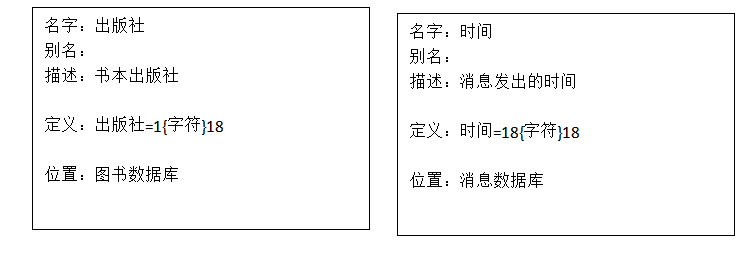 名字：出版社
别名：
描述：书本出版社
定义：出版社=1{字符}18
位置：图书数据库
名字：时间
别名：
描述：消息发出的时间
定义：时间=18{字符}18
位置：消息数据库